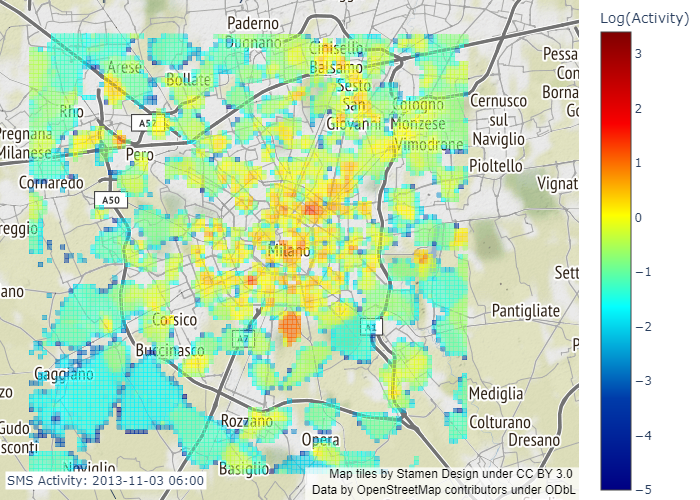 Log(Activity)
3
2
1
0
−1
−2
−3
−4
−5
Paderno
Dugnano
Cinisello
Balsamo
Arese
Bollate
Sesto
San
Giovanni
Cologno
Monzese
Vimodrone
Cernusco
sul
Naviglio
Pessa
Con
Borna
Go
Rho
A52
Pregnana
Milanese
Pero
Pioltello
Cornaredo
A50
Vignat
reggio
Milano
Sett
ano
Pantigliate
Corsico
A7
A1
Buccinasco
P
Gaggiano
zo
Mediglia
Gudo
sconti
Rozzano
Colturano
Opera
Dresano
Noviglio
Basiglio
SMS Activity: 2013-11-03 06:00
Map tiles by Stamen Design under CC BY 3.0
Data by OpenStreetMap contributors under ODbL